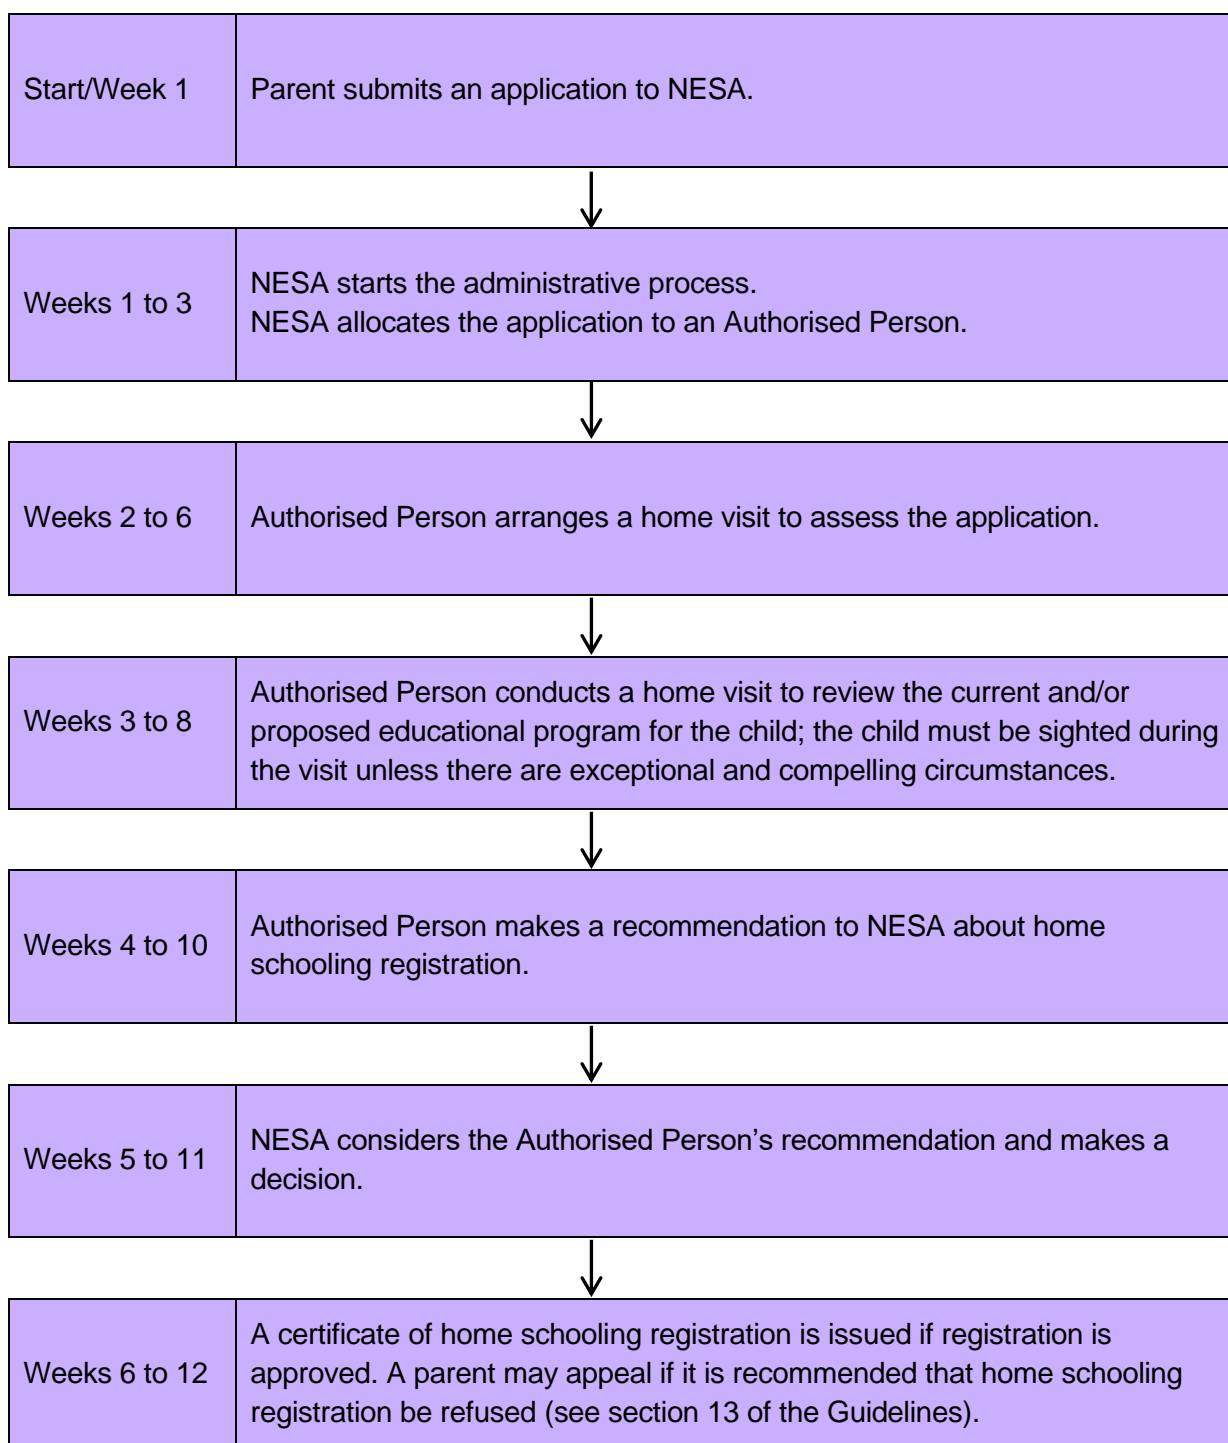 Start/Week 1
Parent submits an application to NESA.
Weeks 1 to 3
NESA starts the administrative process.
NESA allocates the application to an Authorised Person.
Weeks 2 to 6
Authorised Person arranges a home visit to assess the application.
Weeks 3 to 8
Authorised Person conducts a home visit to review the current and/or
proposed educational program for the child; the child must be sighted during
the visit unless there are exceptional and compelling circumstances.
Weeks 4 to 10
Authorised Person makes a recommendation to NESA about home
schooling registration.
Weeks 5 to 11
NESA considers the Authorised Person’s recommendation and makes a
decision.
Weeks 6 to 12
A certificate of home schooling registration is issued if registration is
approved. A parent may appeal if it is recommended that home schooling
registration be refused (see section 13 of the Guidelines).